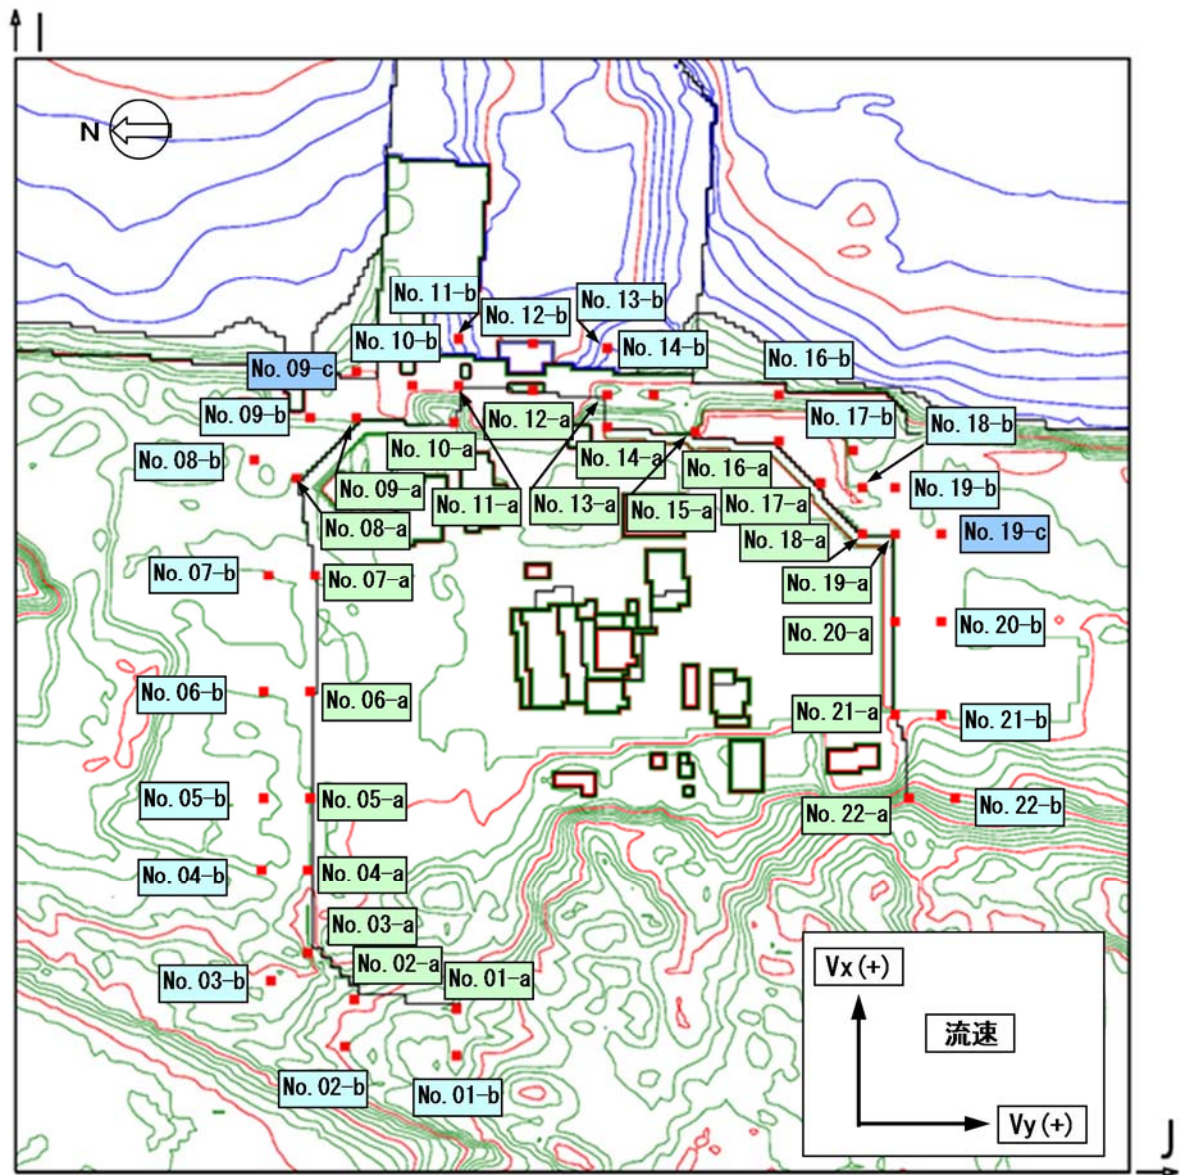 I
N
No. 11-b
No. 13-b
No. 12-b
No. 10-b
No. 14-b
No. 16-b
No. 09-c
No. 09-b
No. 12-a
No. 17-b
No. 18-b
No. 08-b
No. 10-a
No. 14-a
No. 16-a
No. 09-a
No. 19-b
No. 11-a
No. 13-a
No. 15-a
No. 17-a
No. 08-a
No. 18-a
No. 19-c
No. 07-b
No. 07-a
No. 19-a
No. 20-a
No. 20-b
No. 06-b
No. 06-a
No. 21-a
No. 21-b
No. 05-b
No. 05-a
No. 22-a
No. 22-b
No. 04-b
No. 04-a
No. 03-a
No. 02-a
No. 03-b
No. 01-a
Vx(+)
流速
No. 02-b
No. 01-b
Vy(+)
J